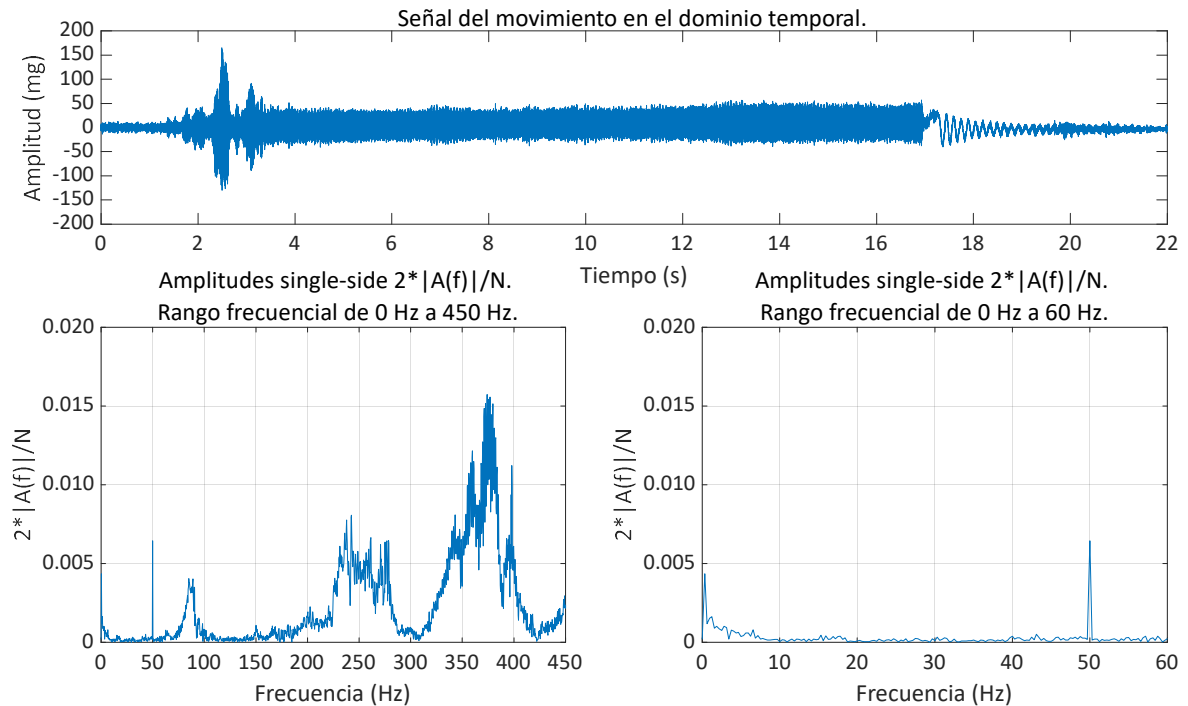 Señal del movimiento en el dominio temporal.
200
150
100
50
0
-50
-100
-150
-200
Amplitud (mg)
0 2 4 6 8 10 12 14 16 18 20 22
Tiempo (s)
Amplitudes single-side 2*|A(f)|/N.
Rango frecuencial de 0 Hz a 450 Hz.
0.020
0.015
0.010
0.005
0
2*|A(f)|/N
0 50 100 150 200 250 300 350 400 450
Frecuencia (Hz)
Amplitudes single-side 2*|A(f)|/N.
Rango frecuencial de 0 Hz a 60 Hz.
0.020
0.015
0.010
0.005
0
2*|A(f)|/N
0 10 20 30 40 50 60
Frecuencia (Hz)